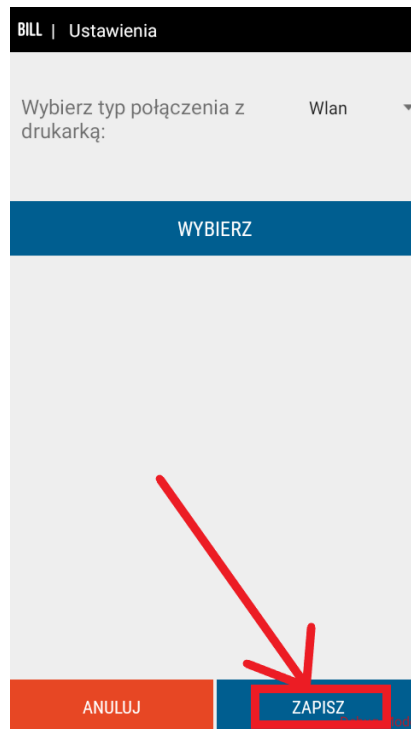 BILL | Ustawienia
Wybierz typ połączenia z
drukarką:
Wlan
WYBIERZ
ANULUJ
ZAPISZ